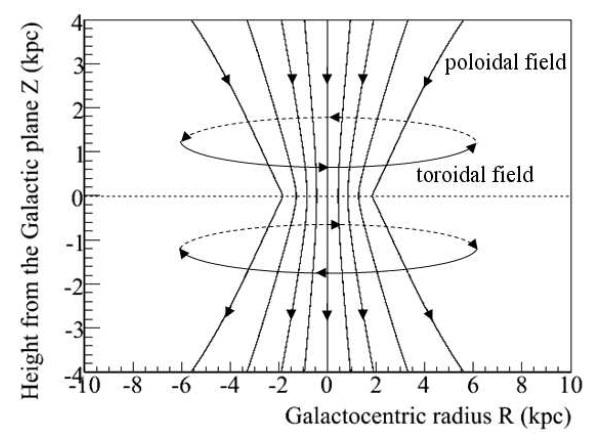 4
3
2
1
0
-1
-2
-3
-4
Height from the Galactic plane Z (kpc)
poloidal field
toroidal field
-10 -8 -6 -4 -2 0 2 4 6 8 10
Galactocentric radius R (kpc)